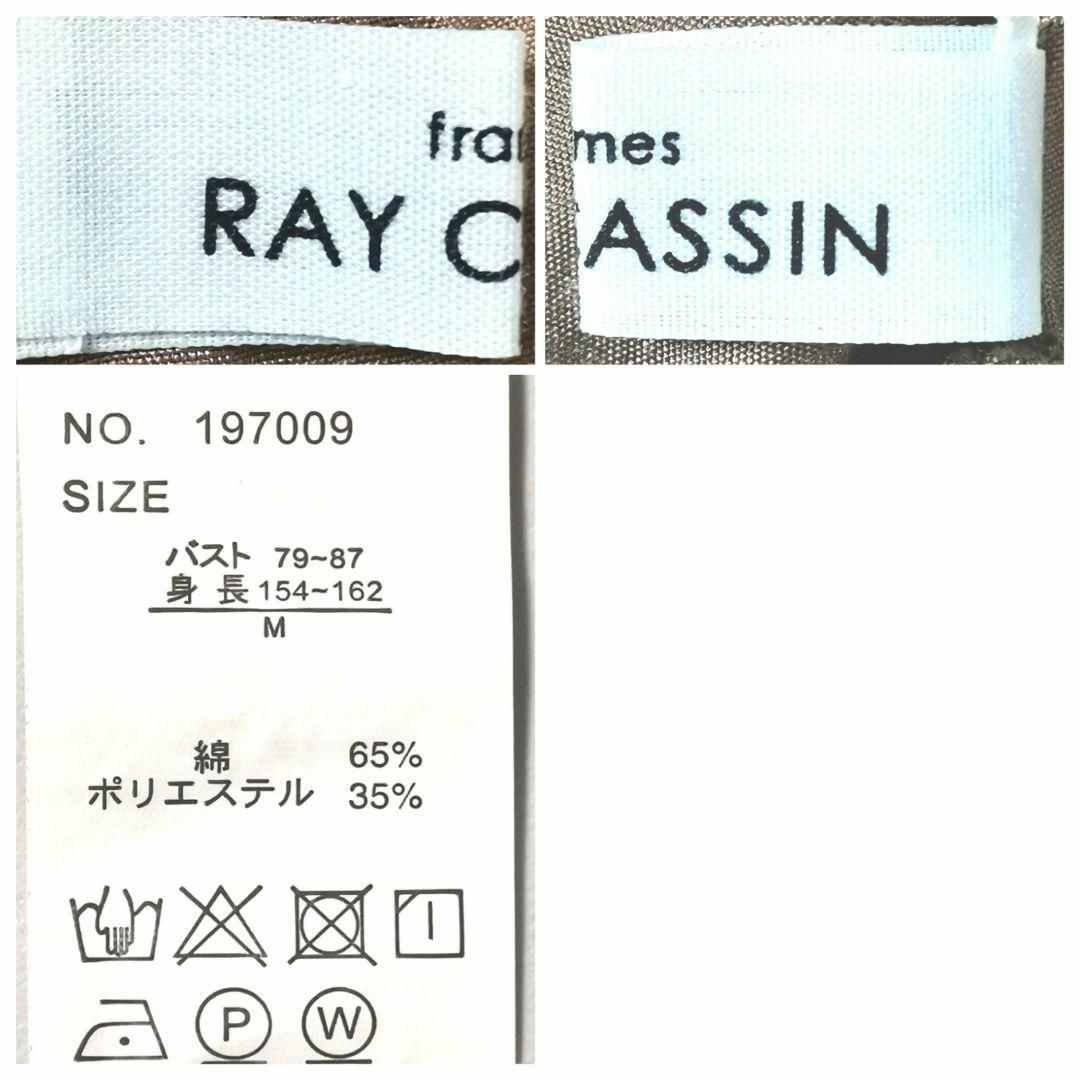 fra
RAY C
mes
ASSIN
NO. 197009
SIZE
バスト 79~87
身長 154~162
M
綿 65%
ポリエステル 35%
P W